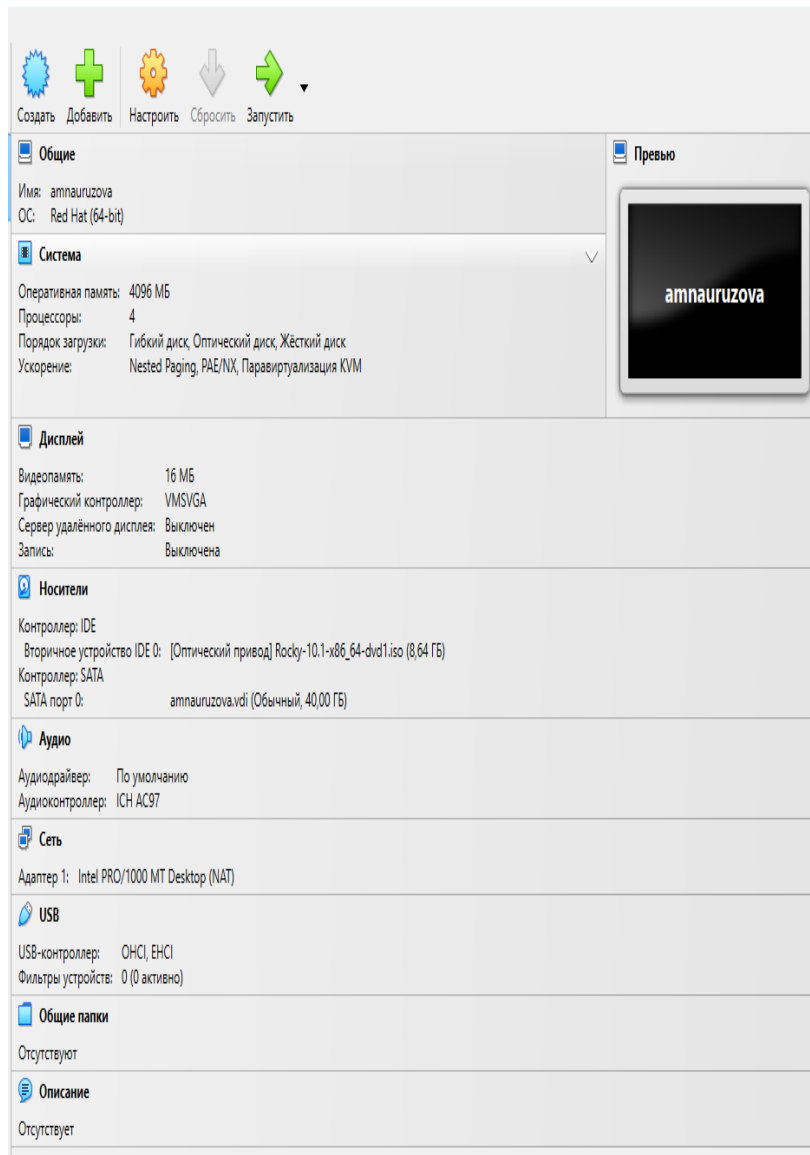 Создать Добавить Настроить Сбросить Запустить
Общие
Имя: amnauruzova
ОС: Red Hat (64-bit)
Превью
amnauruzova
Система
Оперативная память: 4096 МБ
Процессоры: 4
Порядок загрузки: Гибкий диск, Оптический диск, Жёсткий диск
Ускорение: Nested Paging, PAE/NX, Паравиртуализация KVM
Дисплей
Видеопамять: 16 МБ
Графический контроллер: VMSVGA
Сервер удалённого дисплея: Выключен
Запись: Выключена
Носители
Контроллер: IDE
Вторичное устройство IDE 0: [Оптический привод] Rocky-10.1-x86_64-dvd1.iso (8,64 ГБ)
Контроллер: SATA
SATA порт 0: amnauruzova.vdi (Обычный, 40,00 ГБ)
Аудио
Аудиодрайвер: По умолчанию
Аудиоконтроллер: ICH AC97
Сеть
Адаптер 1: Intel PRO/1000 MT Desktop (NAT)
USB
USB-контроллер: OHCI, EHCI
Фильтры устройств: 0 (0 активно)
Общие папки
Отсутствуют
Описание
Отсутствует